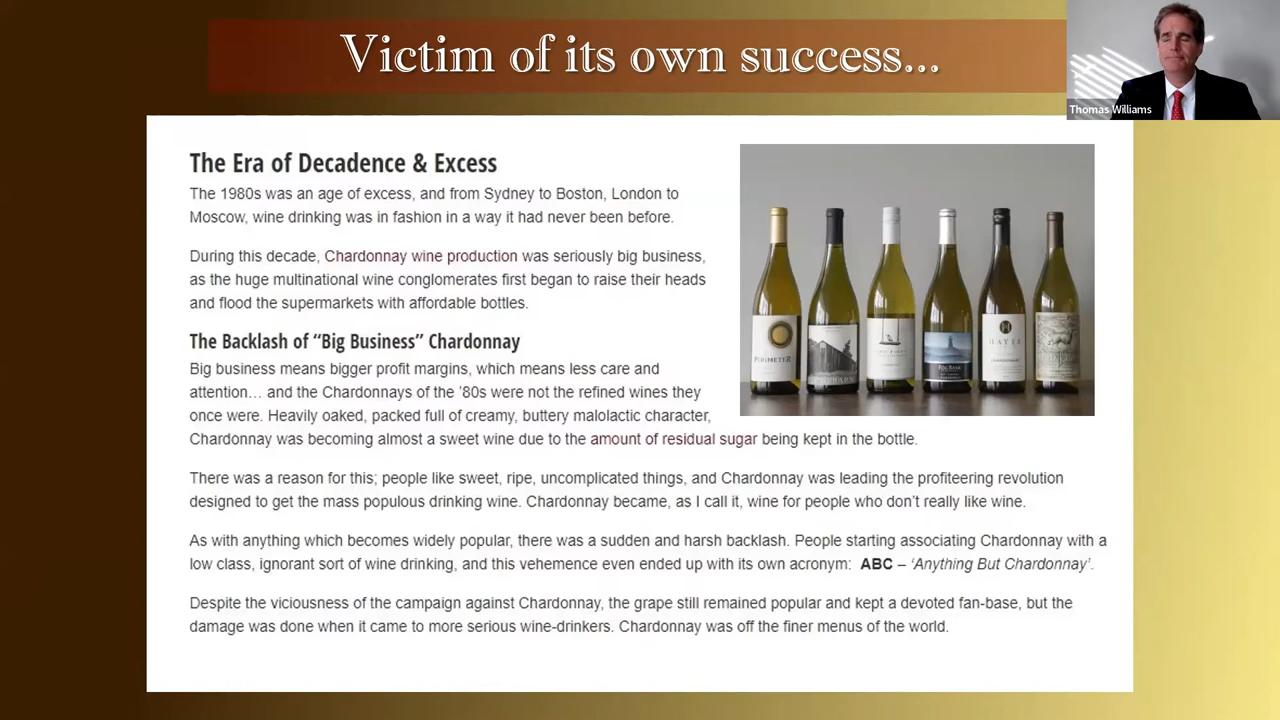 Victim of its own success...
Thomas Williams
The Era of Decadence & Excess
The 1980s was an age of excess, and from Sydney to Boston, London to
Moscow, wine drinking was in fashion in a way it had never been before.
During this decade, Chardonnay wine production was seriously big business,
as the huge multinational wine conglomerates first began to raise their heads
and flood the supermarkets with affordable bottles.
The Backlash of “Big Business” Chardonnay
Big business means bigger profit margins, which means less care and
attention… and the Chardonnays of the ’80s were not the refined wines they
once were. Heavily oaked, packed full of creamy, buttery malolactic character,
Chardonnay was becoming almost a sweet wine due to the amount of residual sugar being kept in the bottle.
There was a reason for this; people like sweet, ripe, uncomplicated things, and Chardonnay was leading the profiteering revolution
designed to get the mass populous drinking wine. Chardonnay became, as I call it, wine for people who don’t really like wine.
As with anything which becomes widely popular, there was a sudden and harsh backlash. People starting associating Chardonnay with a
low class, ignorant sort of wine drinking, and this vehemence even ended up with its own acronym: ABC – ‘Anything But Chardonnay’.
Despite the viciousness of the campaign against Chardonnay, the grape still remained popular and kept a devoted fan-base, but the
damage was done when it came to more serious wine-drinkers. Chardonnay was off the finer menus of the world.
PERIMETER
FOG BANK
HAYES